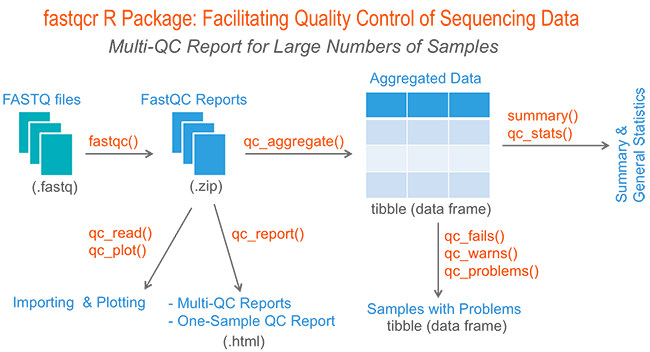 fastqcr R Package: Facilitating Quality Control of Sequencing Data
Multi-QC Report for Large Numbers of Samples
FASTQ files
(.fastq)
fastqc()
FastQC Reports
(.zip)
qc_aggregate()
Aggregated Data
tibble (data frame)
summary()
qc_stats()
Summary &
General Statistics
qc_read()
qc_plot()
Importing & Plotting
qc_report()
- Multi-QC Reports
- One-Sample QC Report
(.html)
qc_fails()
qc_warns()
qc_problems()
Samples with Problems
tibble (data frame)